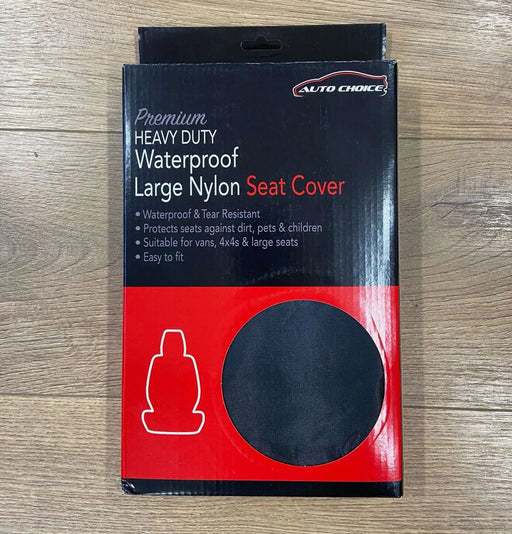 AUTO CHOICE
Premium
HEAVY DUTY
Waterproof
Large Nylon Seat Cover
• Waterproof & Tear Resistant
• Protects seats against dirt, pets & children
• Suitable for vans, 4x4s & large seats
• Easy to fit